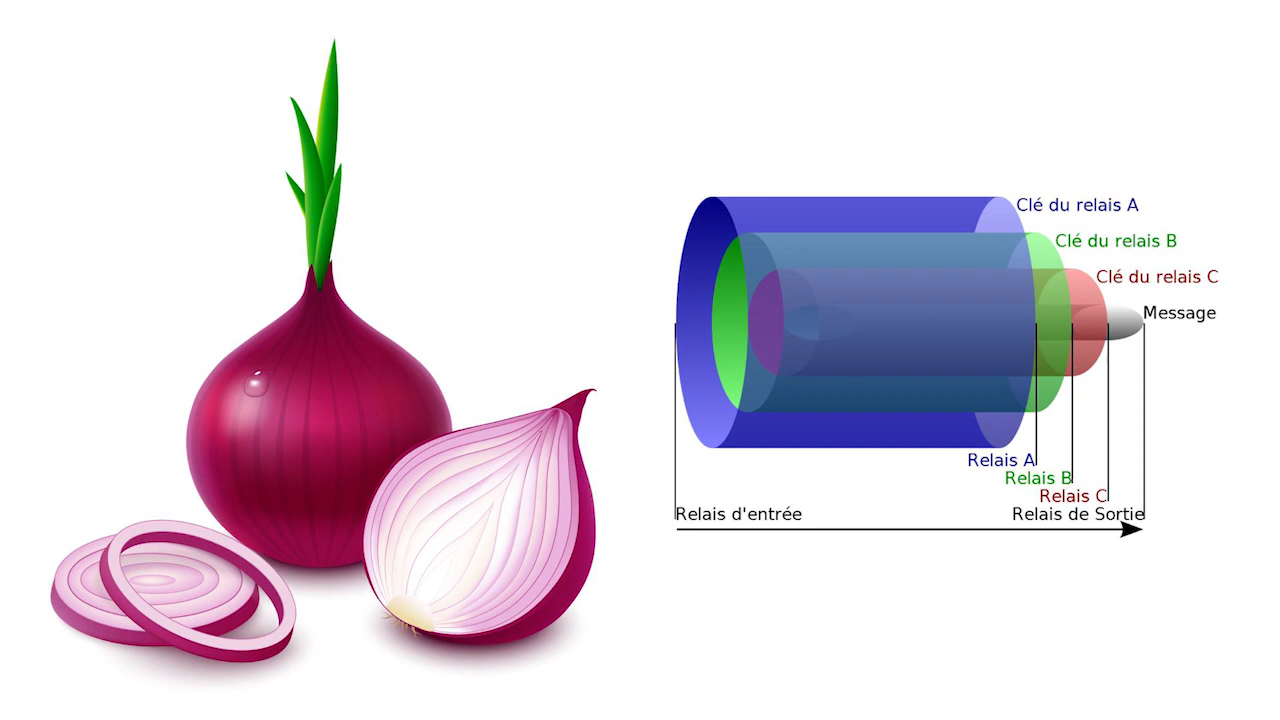 Clé du relais A
Clé du relais B
Clé du relais C
Message
Relais A
Relais B
Relais C
Relais d'entrée
Relais de Sortie